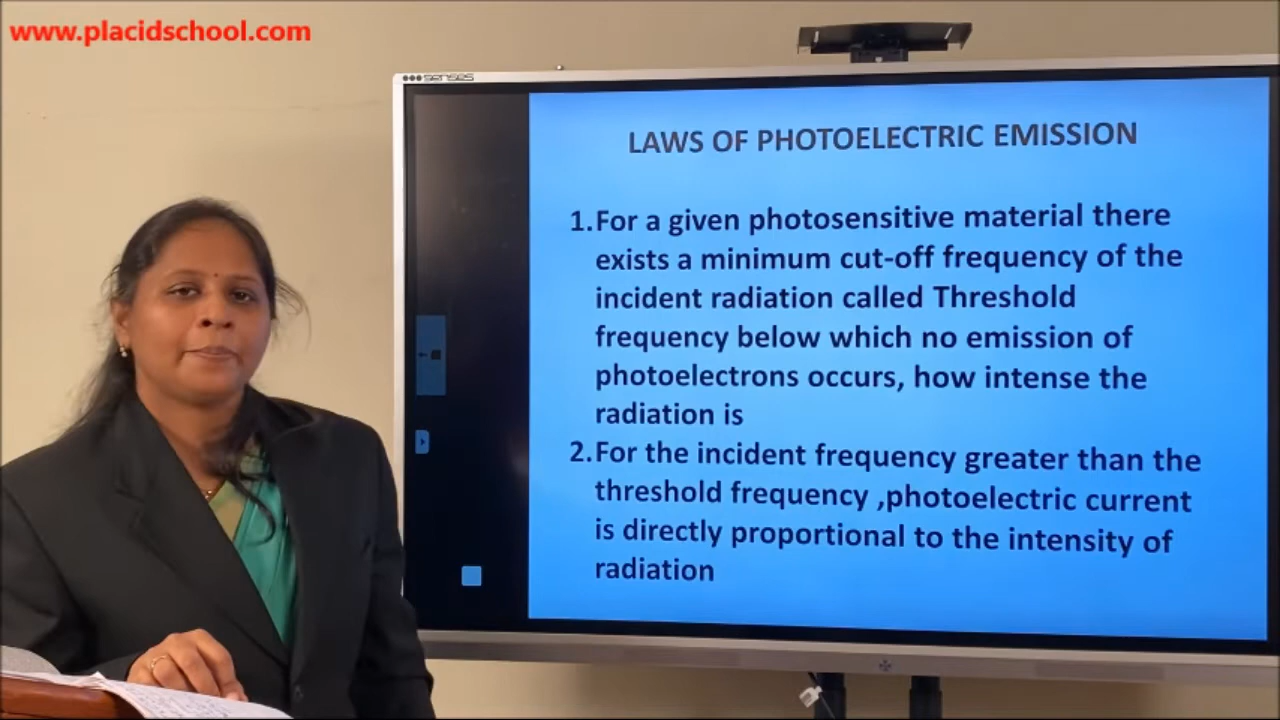 www.placidschool.com
LAWS OF PHOTOELECTRIC EMISSION
1.For a given photosensitive material there
exists a minimum cut-off frequency of the
incident radiation called Threshold
frequency below which no emission of
photoelectrons occurs, how intense the
radiation is
2.For the incident frequency greater than the
threshold frequency ,photoelectric current
is directly proportional to the intensity of
radiation